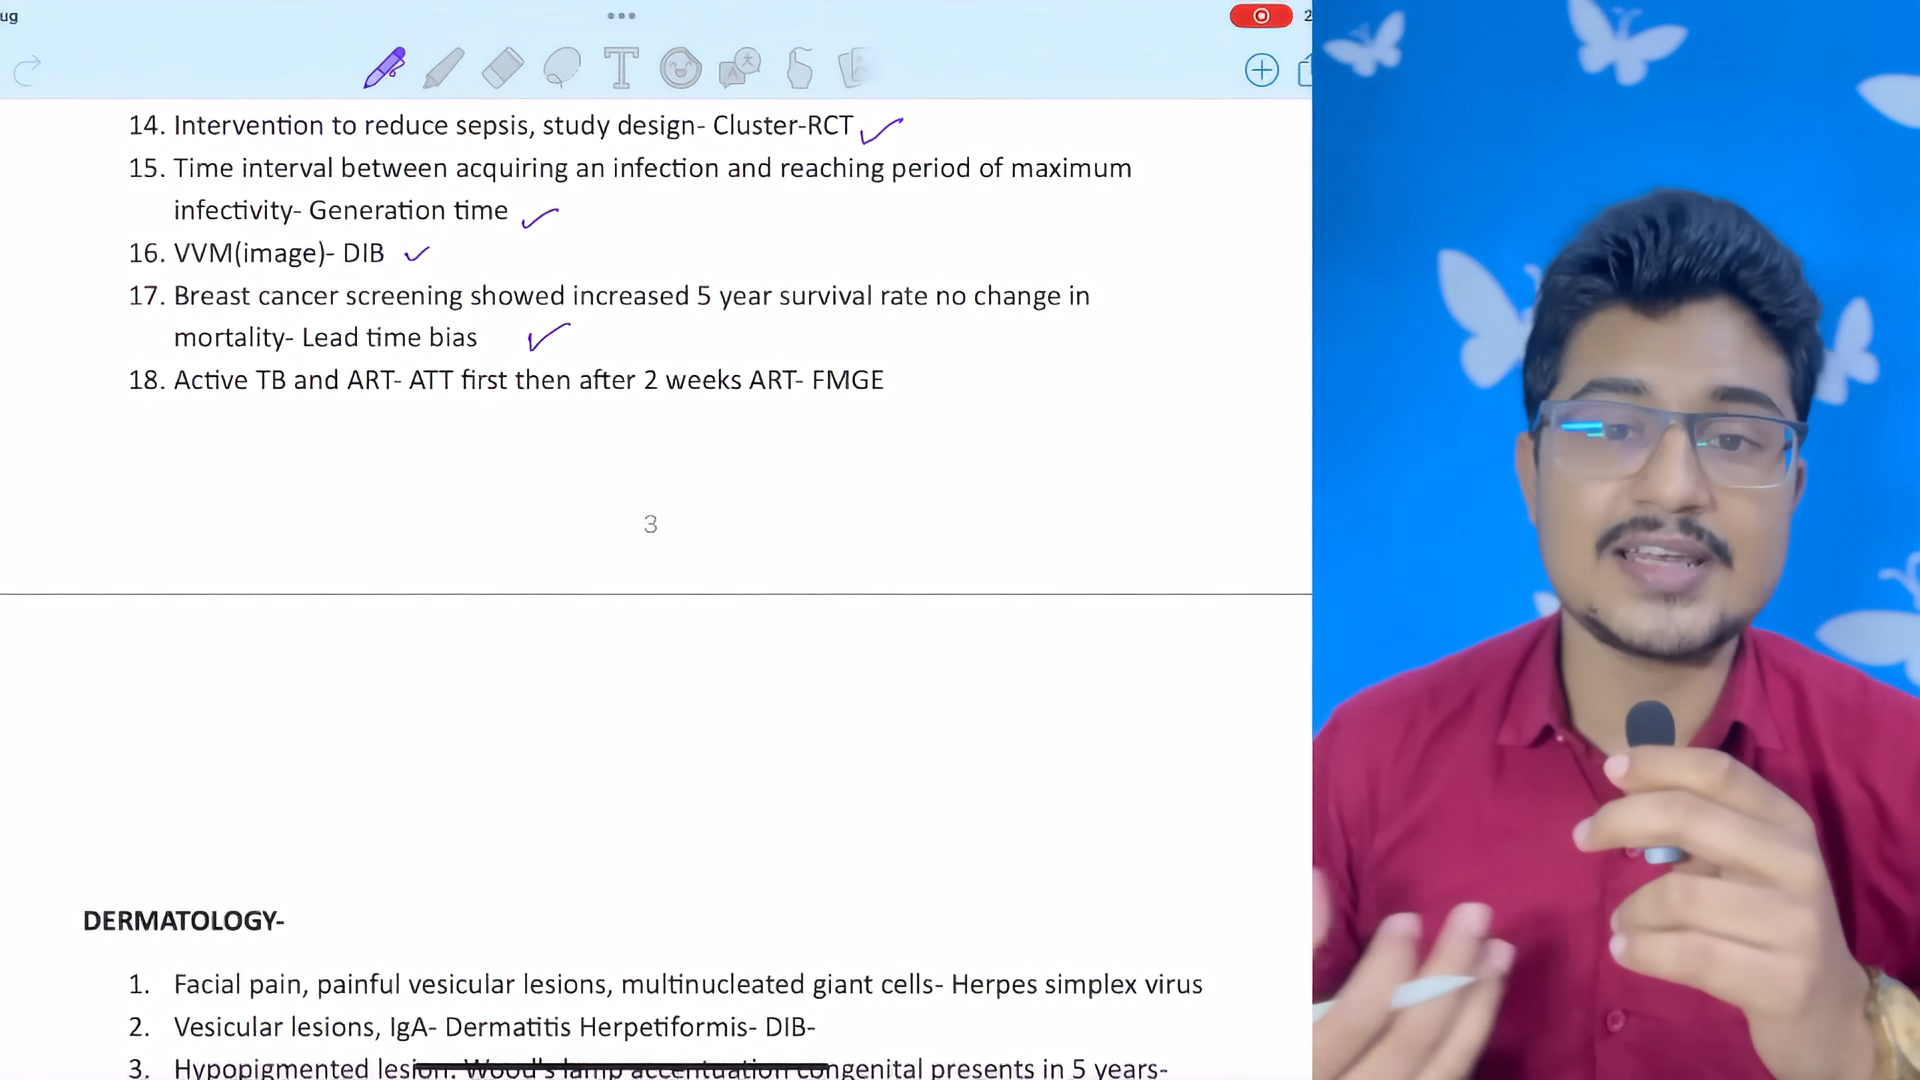 ug
2
14. Intervention to reduce sepsis, study design- Cluster-RCT
15. Time interval between acquiring an infection and reaching period of maximum
infectivity- Generation time
16. VVM(image)- DIB
17. Breast cancer screening showed increased 5 year survival rate no change in
mortality- Lead time bias
18. Active TB and ART- ATT first then after 2 weeks ART- FMGE
3
DERMATOLOGY-
1. Facial pain, painful vesicular lesions, multinucleated giant cells- Herpes simplex virus
2. Vesicular lesions, IgA- Dermatitis Herpetiformis- DIB-
3. Hypopigmented lesion. Wood's lamp accentuation congenital presents in 5 years-